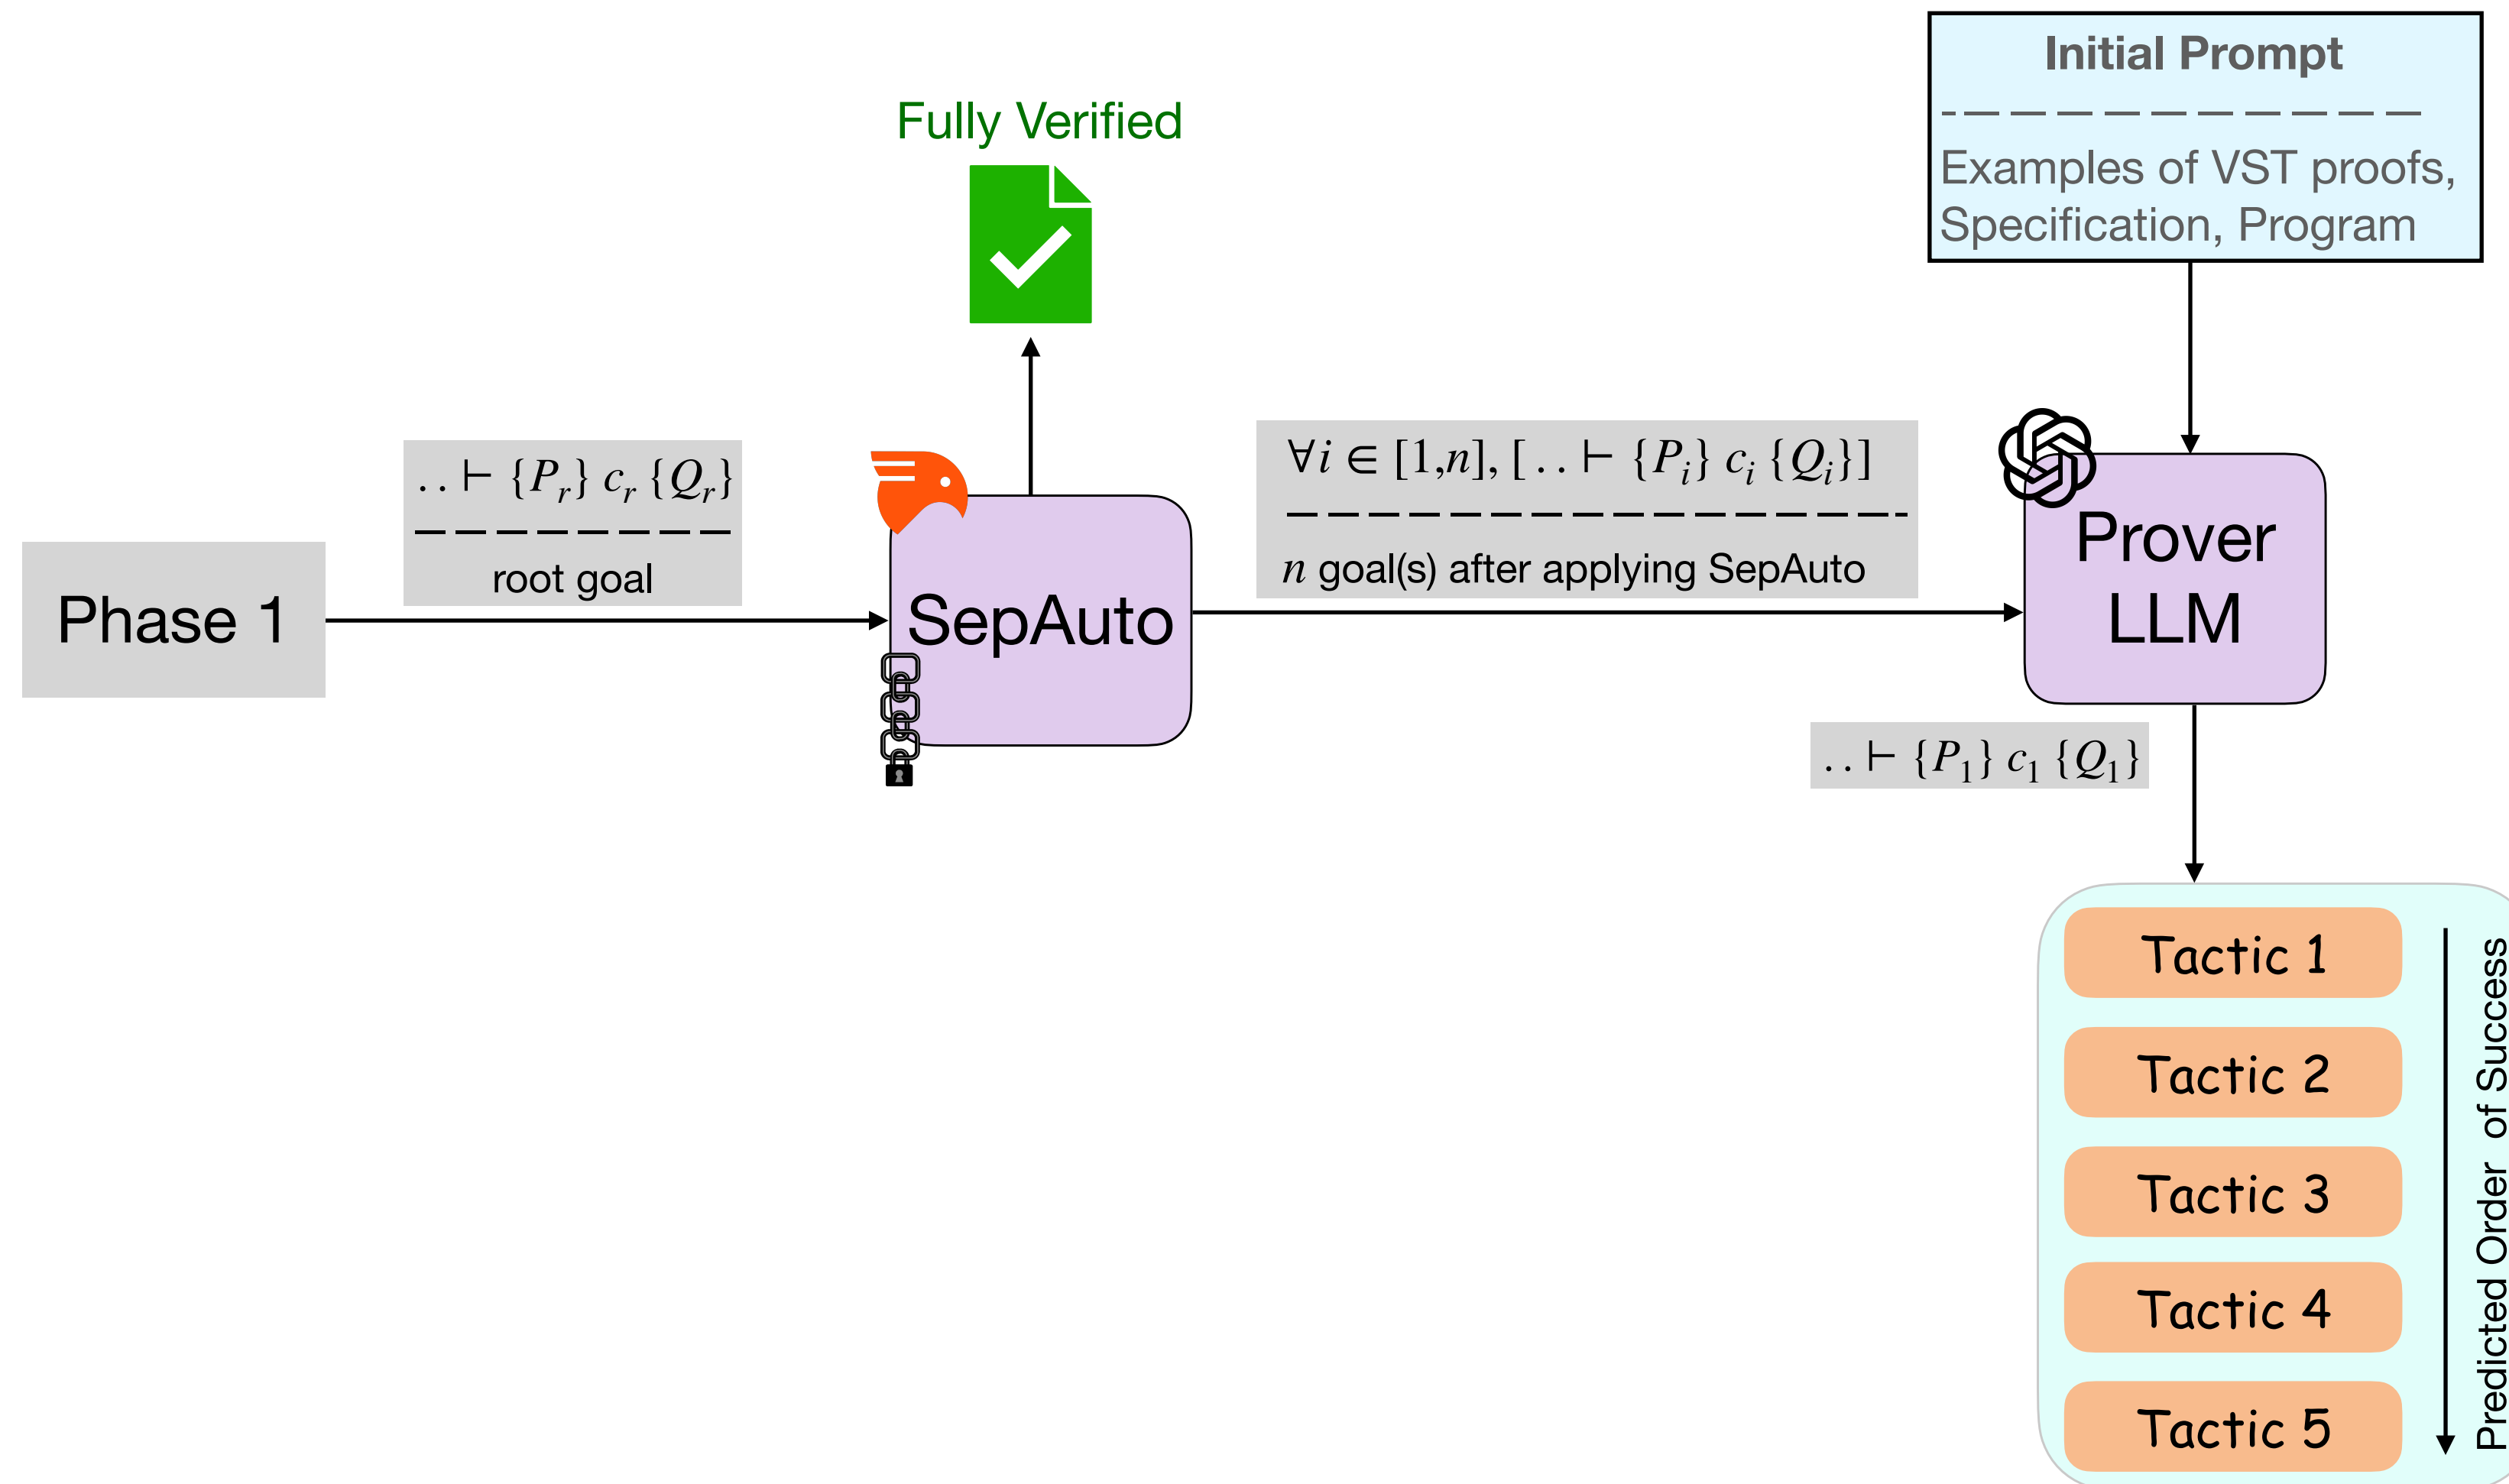 Initial Prompt
Examples of VST proofs,
Specification, Program
Fully Verified
. . ⊢ {P_r} c_r {Q_r}
root goal
∀i ∈ [1,n], [ . . ⊢ {P_i} c_i {Q_i}]
n goal(s) after applying SepAuto
Phase 1
SepAuto
Prover
LLM
. . ⊢ {P_1} c_1 {Q_1}
Tactic 1
Tactic 2
Tactic 3
Tactic 4
Tactic 5
Predicted Order of Success